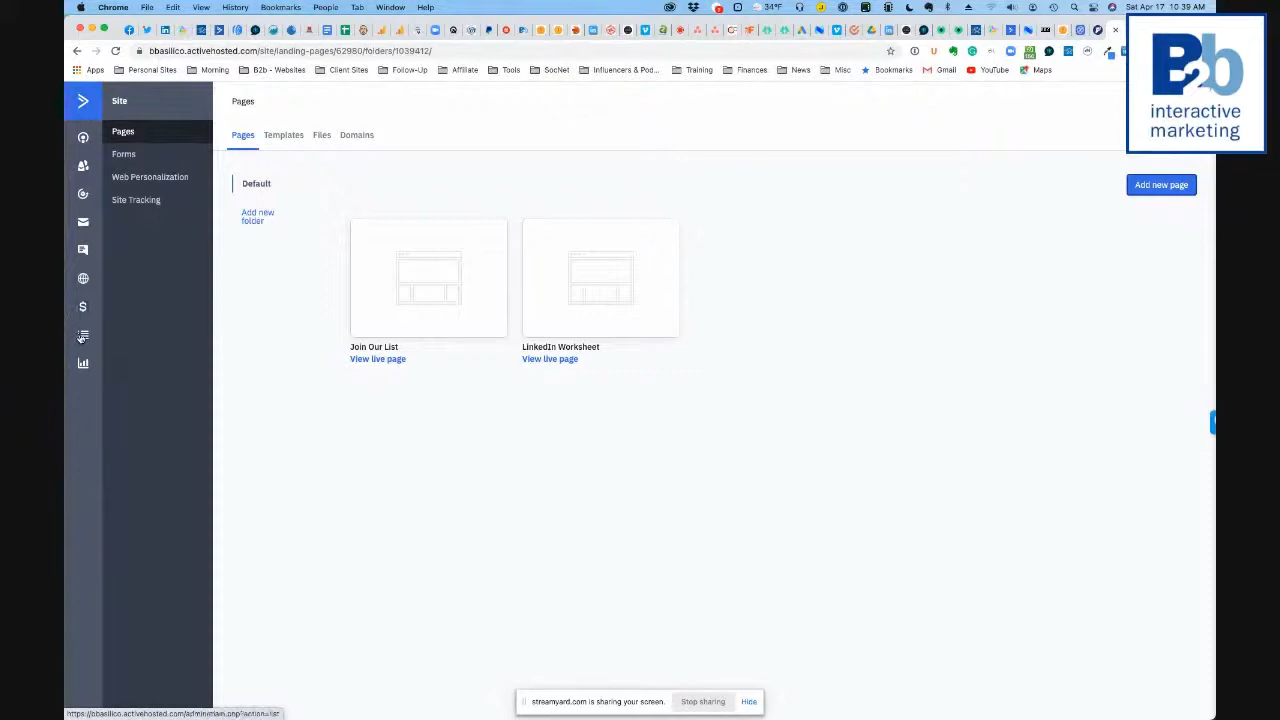 Chrome File Edit View History Bookmarks People Tab Window Help 34°F Sat Apr 17 10:39 AM
bbasilico.activehosted.com/site/landing-pages/62980/folders/1039412/
Apps Personal Sites Morning B2b - Websites Client Sites Follow-Up Affiliate Tools SocNet Influencers & Pod... Training Finances News Misc Bookmarks Gmail YouTube Maps
B2b
interactive
marketing
Site
Pages
Forms
Web Personalization
Site Tracking
Pages
Pages Templates Files Domains
Default
Add new page
Add new
folder
Join Our List
View live page
LinkedIn Worksheet
View live page
streamyard.com is sharing your screen. Stop sharing Hide